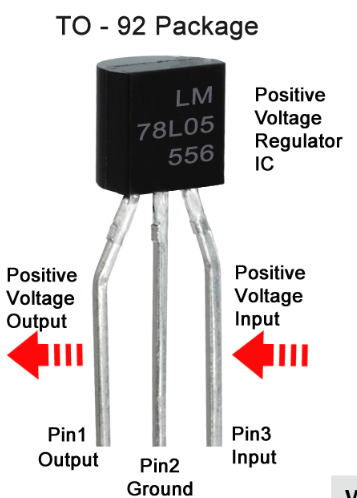 TO - 92 Package
LM
78L05
556
Positive
Voltage
Regulator
IC
Positive
Voltage
Output
Positive
Voltage
Input
Pin1
Output
Pin2
Ground
Pin3
Input